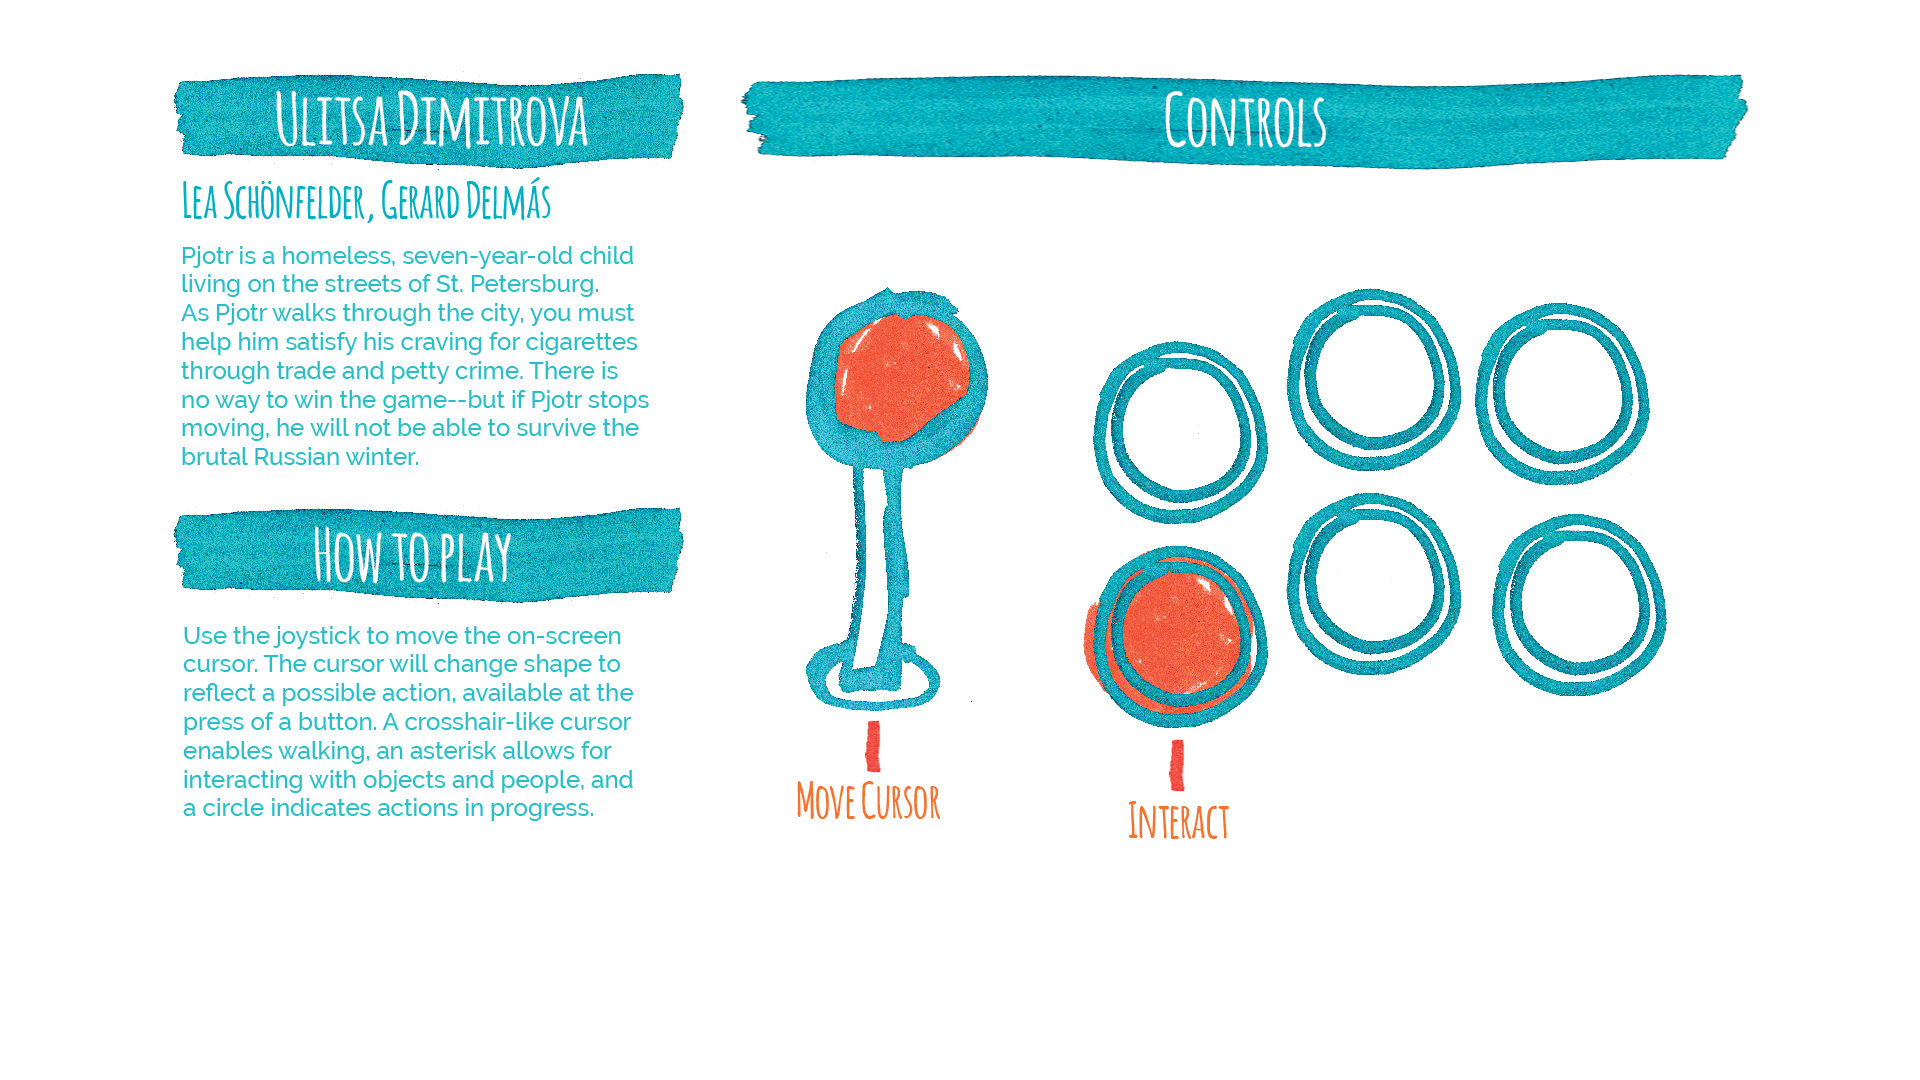 Ulitsa Dimitrova
Lea Schönfelder, Gerard Delmás
Pjotr is a homeless, seven-year-old child
living on the streets of St. Petersburg.
As Pjotr walks through the city, you must
help him satisfy his craving for cigarettes
through trade and petty crime. There is
no way to win the game--but if Pjotr stops
moving, he will not be able to survive the
brutal Russian winter.
How to play
Use the joystick to move the on-screen
cursor. The cursor will change shape to
reflect a possible action, available at the
press of a button. A crosshair-like cursor
enables walking, an asterisk allows for
interacting with objects and people, and
a circle indicates actions in progress.
Controls
Move Cursor
Interact